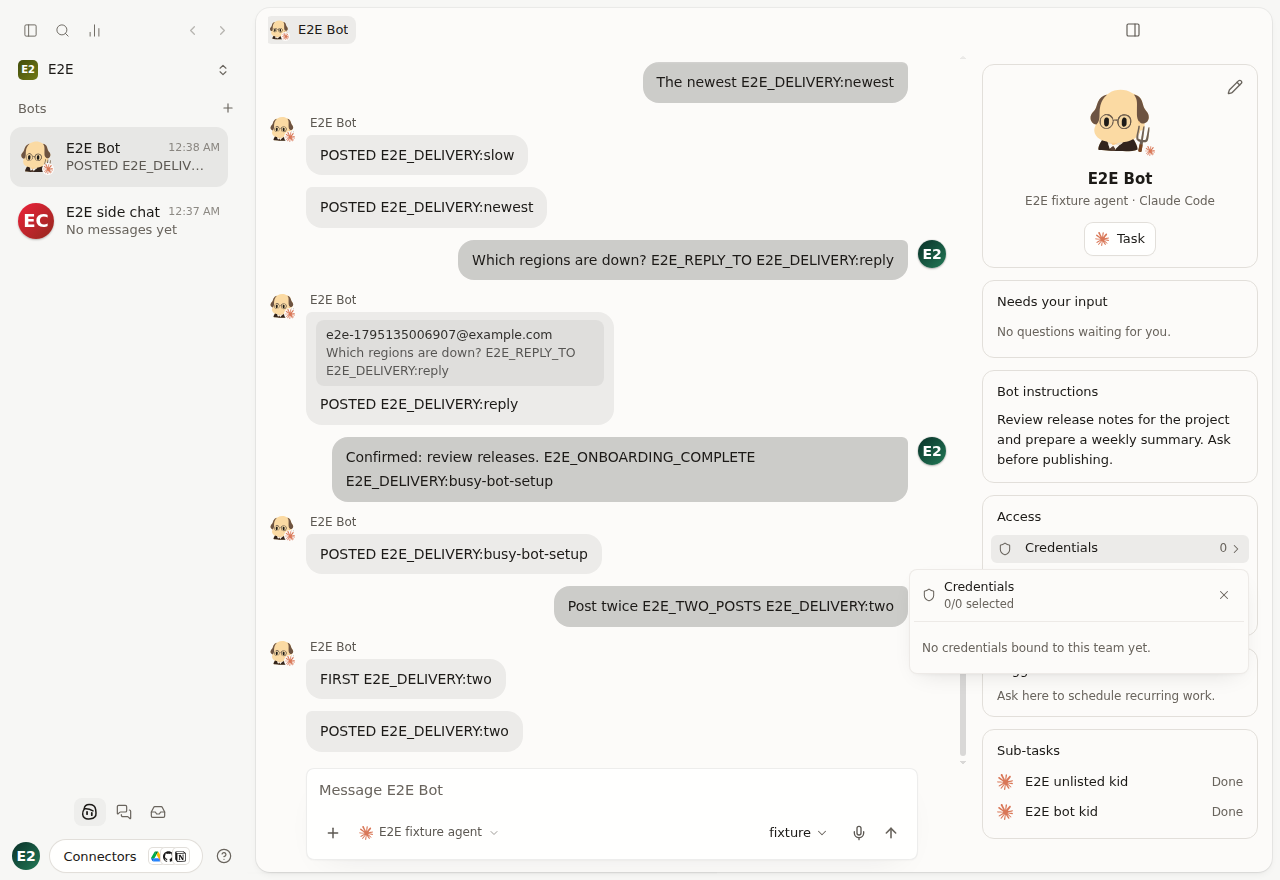 E2 E2E
Bots
E2E Bot 12:38 AM
POSTED E2E_DELIV...
EC E2E side chat 12:37 AM
No messages yet
E2 Connectors
E2E Bot
The newest E2E_DELIVERY:newest
E2E Bot
POSTED E2E_DELIVERY:slow
POSTED E2E_DELIVERY:newest
Which regions are down? E2E_REPLY_TO E2E_DELIVERY:reply E2
E2E Bot
e2e-1795135006907@example.com
Which regions are down? E2E_REPLY_TO
E2E_DELIVERY:reply
POSTED E2E_DELIVERY:reply
Confirmed: review releases. E2E_ONBOARDING_COMPLETE E2
E2E_DELIVERY:busy-bot-setup
E2E Bot
POSTED E2E_DELIVERY:busy-bot-setup
Post twice E2E_TWO_POSTS E2E_DELIVERY:two
E2E Bot
FIRST E2E_DELIVERY:two
POSTED E2E_DELIVERY:two
Message E2E Bot
E2E fixture agent fixture
E2E Bot
E2E fixture agent · Claude Code
Task
Needs your input
No questions waiting for you.
Bot instructions
Review release notes for the project
and prepare a weekly summary. Ask
before publishing.
Access
Credentials 0
Credentials
0/0 selected
No credentials bound to this team yet.
Ask here to schedule recurring work.
Sub-tasks
E2E unlisted kid Done
E2E bot kid Done